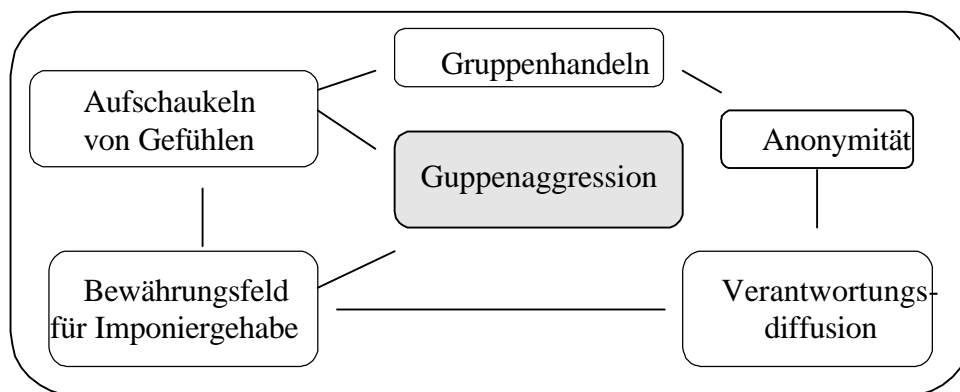 Gruppenhandeln
Aufschaukeln
von Gefühlen
Anonymität
Guppenaggression
Bewährungsfeld
für Imponiergehabe
Verantwortungs-
diffusion